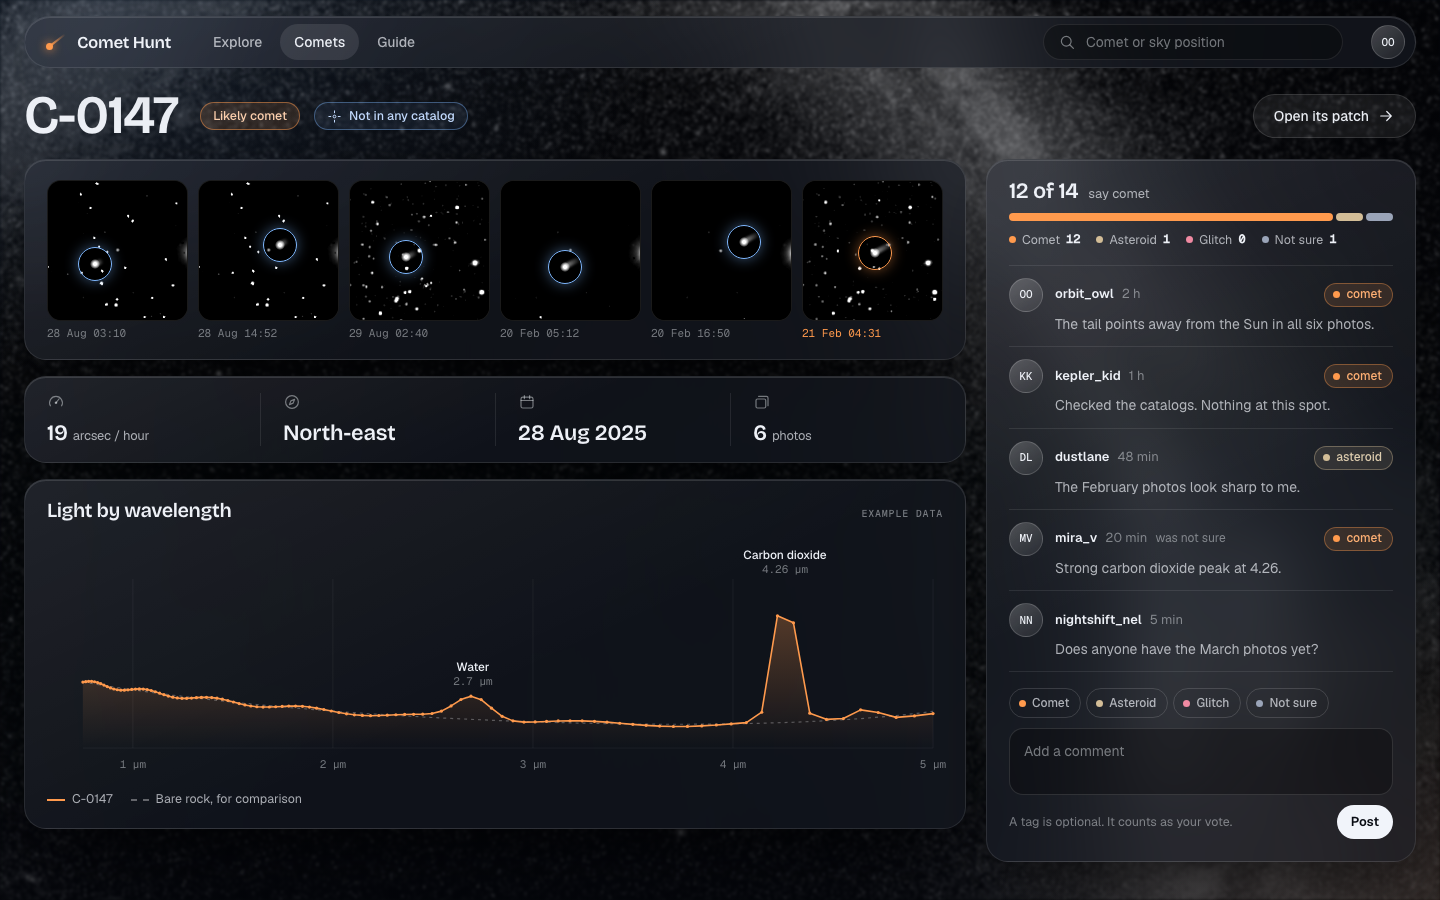 Comet Hunt
Explore
Comets
Guide
Comet or sky position
OO
C-0147
Likely comet
Not in any catalog
Open its patch
28 Aug 03:10
28 Aug 14:52
29 Aug 02:40
20 Feb 05:12
20 Feb 16:50
21 Feb 04:31
19 arcsec / hour
North-east
28 Aug 2025
6 photos
Light by wavelength
EXAMPLE DATA
Carbon dioxide
4.26 µm
Water
2.7 µm
1 µm
2 µm
3 µm
4 µm
5 µm
C-0147
Bare rock, for comparison
12 of 14 say comet
Comet 12
Asteroid 1
Glitch 0
Not sure 1
OO
orbit_owl 2 h
comet
The tail points away from the Sun in all six photos.
KK
kepler_kid 1 h
comet
Checked the catalogs. Nothing at this spot.
DL
dustlane 48 min
asteroid
The February photos look sharp to me.
MV
mira_v 20 min was not sure
comet
Strong carbon dioxide peak at 4.26.
NN
nightshift_nel 5 min
Does anyone have the March photos yet?
Comet
Asteroid
Glitch
Not sure
Add a comment
A tag is optional. It counts as your vote.
Post